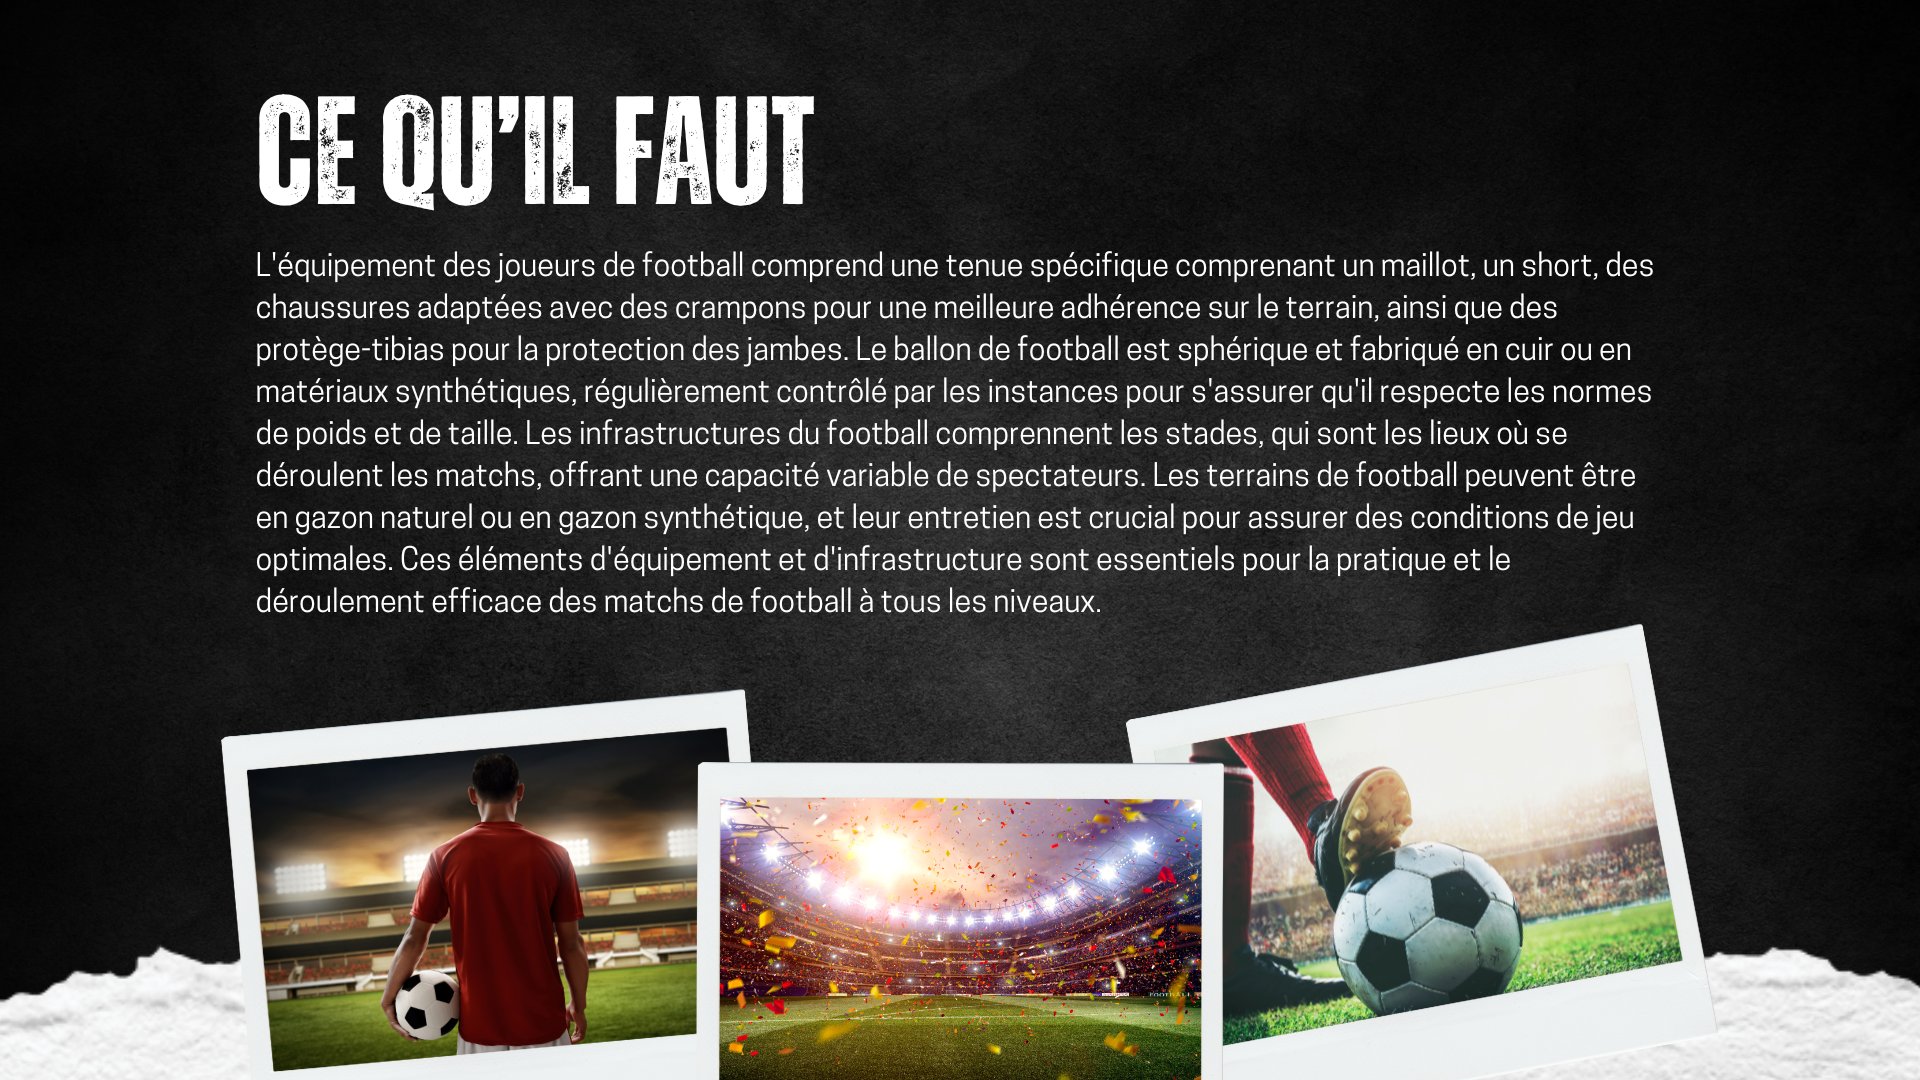 CE QU’IL FAUT
L'équipement des joueurs de football comprend une tenue spécifique comprenant un maillot, un short, des
chaussures adaptées avec des crampons pour une meilleure adhérence sur le terrain, ainsi que des
protège-tibias pour la protection des jambes. Le ballon de football est sphérique et fabriqué en cuir ou en
matériaux synthétiques, régulièrement contrôlé par les instances pour s'assurer qu'il respecte les normes
de poids et de taille. Les infrastructures du football comprennent les stades, qui sont les lieux où se
déroulent les matchs, offrant une capacité variable de spectateurs. Les terrains de football peuvent être
en gazon naturel ou en gazon synthétique, et leur entretien est crucial pour assurer des conditions de jeu
optimales. Ces éléments d'équipement et d'infrastructure sont essentiels pour la pratique et le
déroulement efficace des matchs de football à tous les niveaux.
FOOTBALL